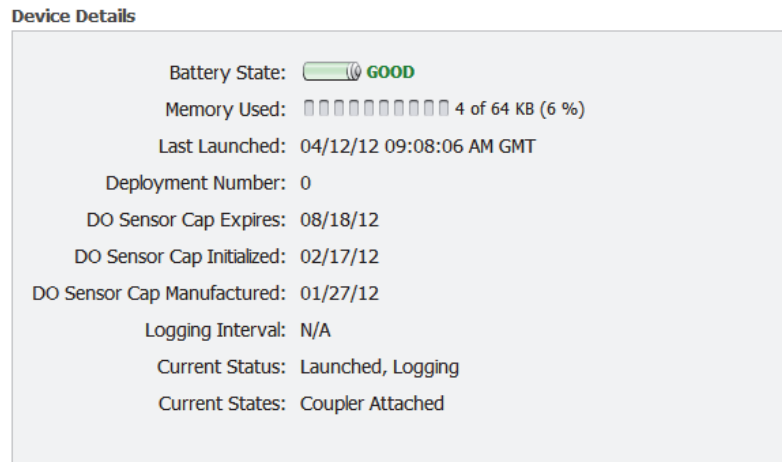 Device Details
Battery State: GOOD
Memory Used: 4 of 64 KB (6 %)
Last Launched: 04/12/12 09:08:06 AM GMT
Deployment Number: 0
DO Sensor Cap Expires: 08/18/12
DO Sensor Cap Initialized: 02/17/12
DO Sensor Cap Manufactured: 01/27/12
Logging Interval: N/A
Current Status: Launched, Logging
Current States: Coupler Attached